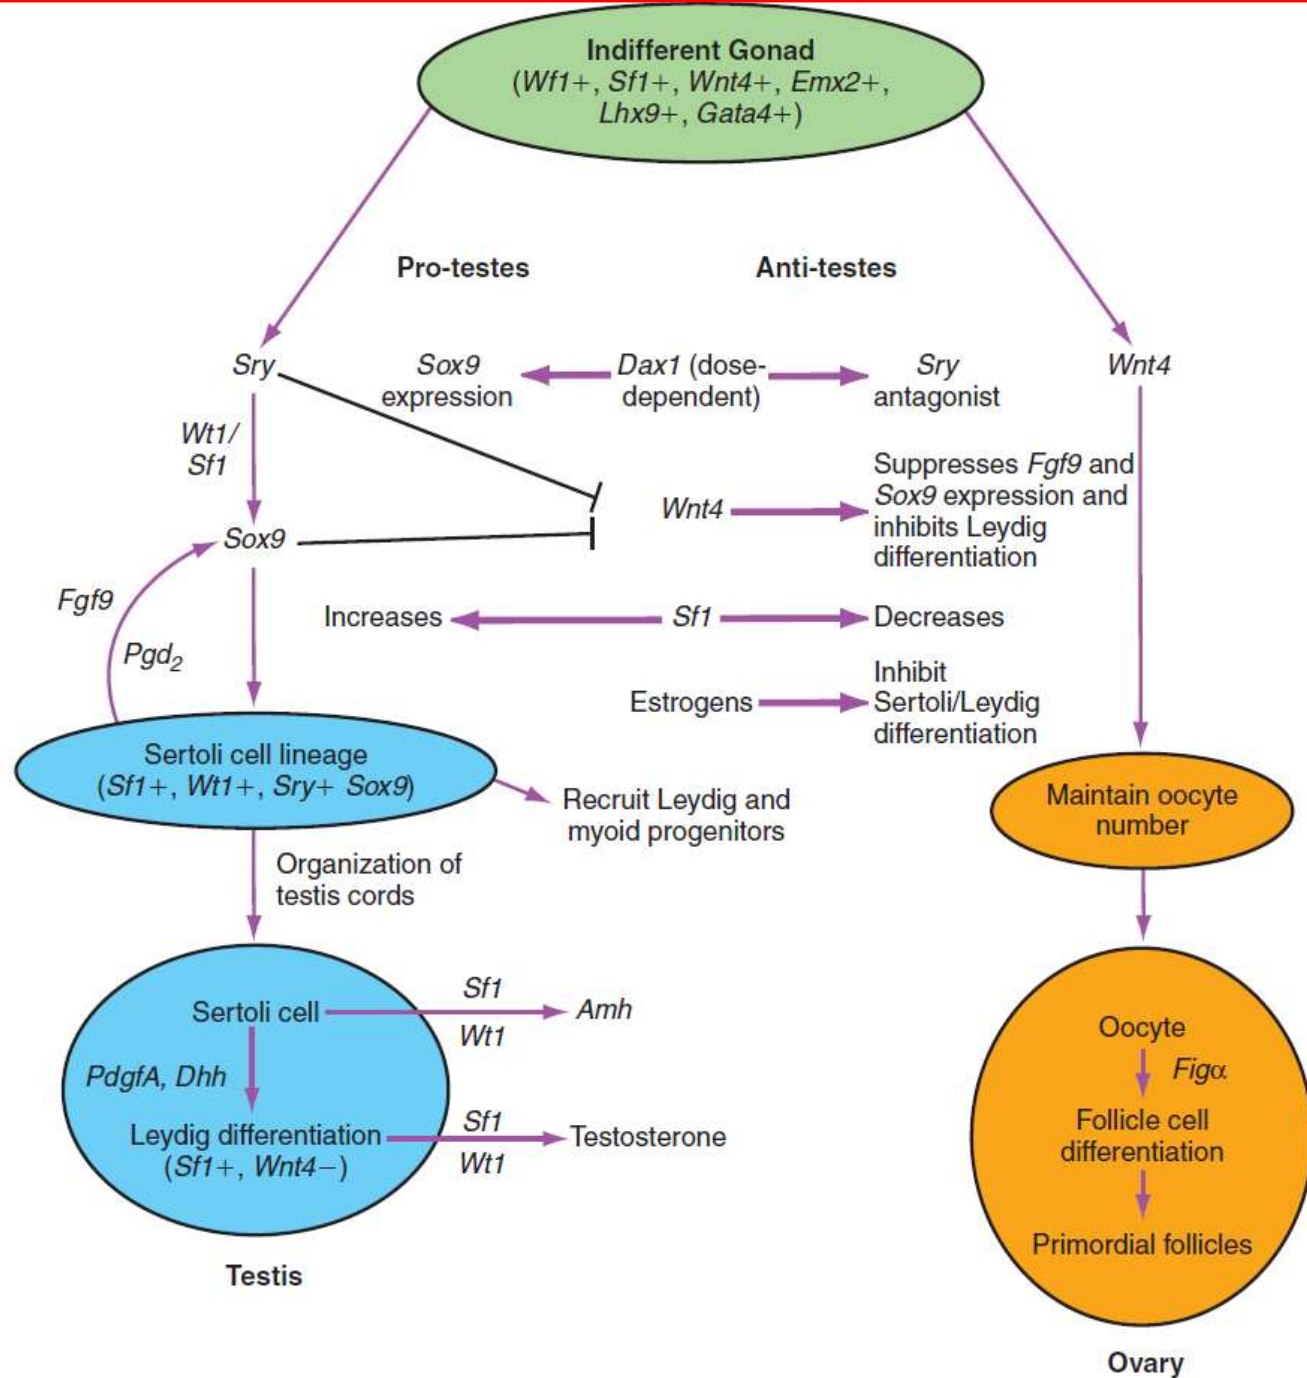 Indifferent Gonad
(Wf1+, Sf1+, Wnt4+, Emx2+,
Lhx9+, Gata4+)
Pro-testes
Anti-testes
Sry
Sox9
expression
Dax1 (dose-
dependent)
Sry
antagonist
Wnt4
Wt1/
Sf1
Sox9
Wnt4
Suppresses Fgf9 and
Sox9 expression and
inhibits Leydig
differentiation
Fgf9
Pgd2
Increases
Sf1
Decreases
Estrogens
Inhibit
Sertoli/Leydig
differentiation
Sertoli cell lineage
(Sf1+, Wt1+, Sry+ Sox9)
Recruit Leydig and
myoid progenitors
Maintain oocyte
number
Organization of
testis cords
Sertoli cell
Sf1
Wt1
Amh
PdgfA, Dhh
Leydig differentiation
(Sf1+, Wnt4−)
Sf1
Wt1
Testosterone
Testis
Oocyte
Figα
Follicle cell
differentiation
Primordial follicles
Ovary